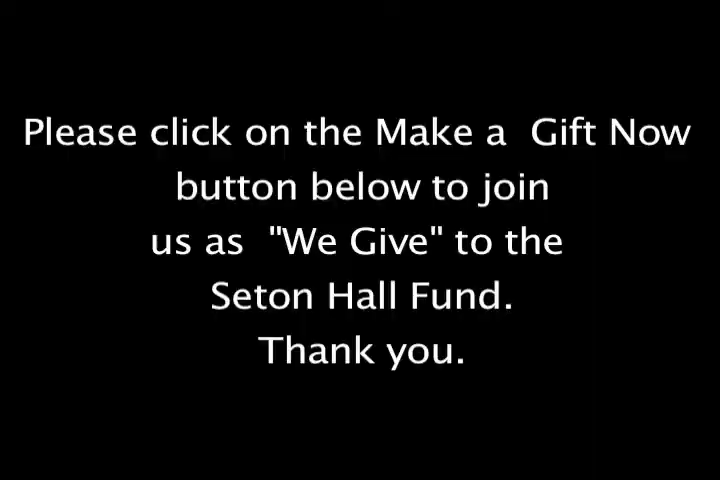 Please click on the Make a  Gift Now
button below to join
us as  "We Give" to the
Seton Hall Fund.
Thank you.